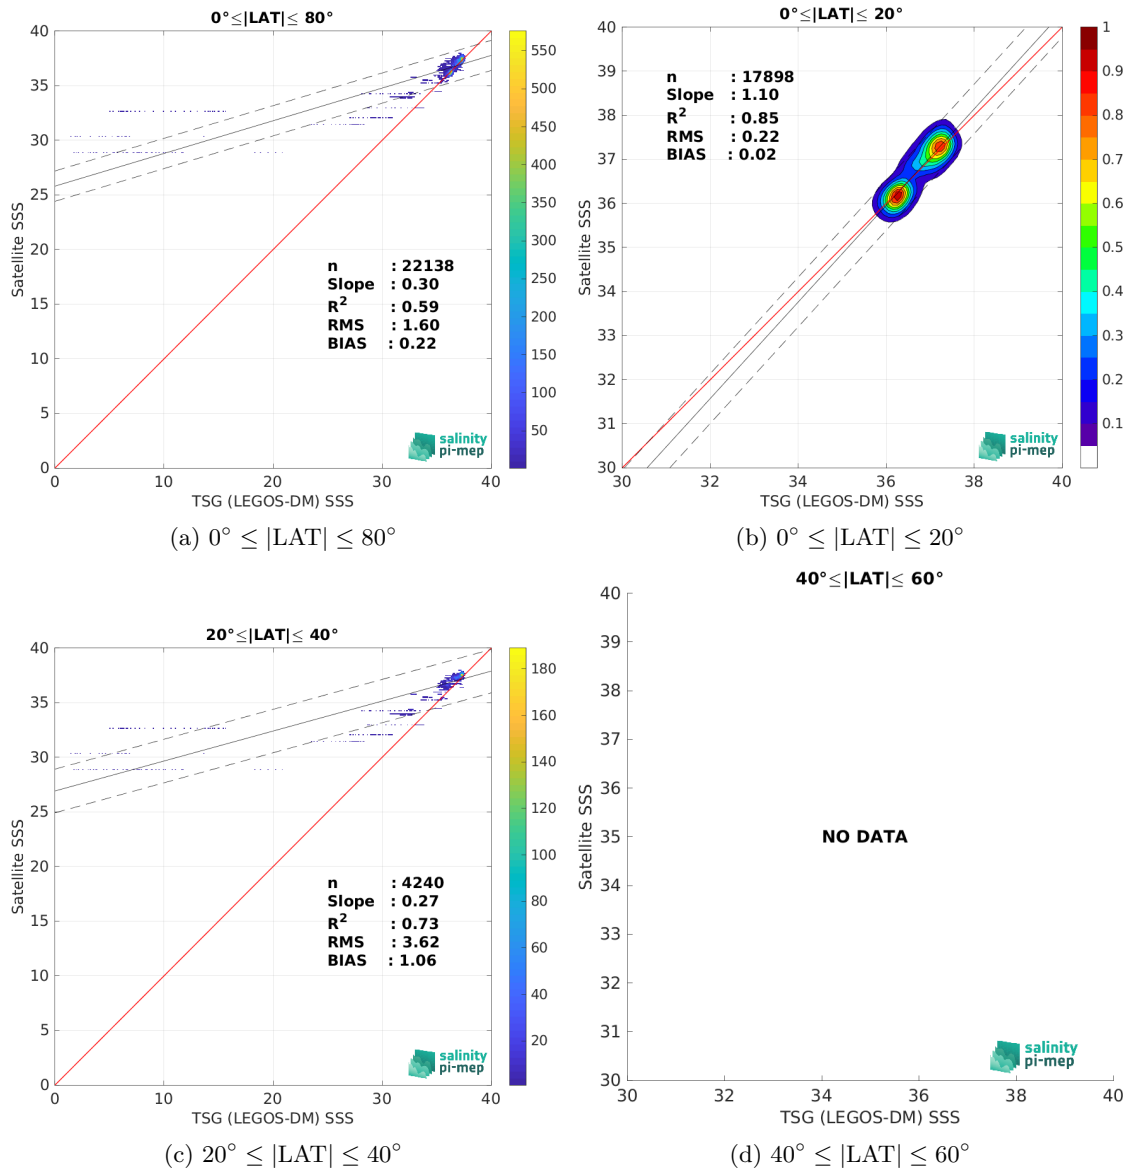 0°≤|LAT|≤ 80°
40
35
30
25
20
15
10
5
0
0
10
20
30
40
Satellite SSS
TSG (LEGOS-DM) SSS
n : 22138
Slope : 0.30
R2 : 0.59
RMS : 1.60
BIAS : 0.22
salinity
pi-mep
550
500
450
400
350
300
250
200
150
100
50
(a) 0° ≤ |LAT| ≤ 80°
0°≤|LAT|≤ 20°
40
39
38
37
36
35
34
33
32
31
30
30
32
34
36
38
40
Satellite SSS
TSG (LEGOS-DM) SSS
n : 17898
Slope : 1.10
R2 : 0.85
RMS : 0.22
BIAS : 0.02
salinity
pi-mep
1
0.9
0.8
0.7
0.6
0.5
0.4
0.3
0.2
0.1
(b) 0° ≤ |LAT| ≤ 20°
20°≤|LAT|≤ 40°
40
35
30
25
20
15
10
5
0
0
10
20
30
40
Satellite SSS
TSG (LEGOS-DM) SSS
n : 4240
Slope : 0.27
R2 : 0.73
RMS : 3.62
BIAS : 1.06
salinity
pi-mep
180
160
140
120
100
80
60
40
20
(c) 20° ≤ |LAT| ≤ 40°
40°≤|LAT|≤ 60°
40
39
38
37
36
35
34
33
32
31
30
30
32
34
36
38
40
Satellite SSS
TSG (LEGOS-DM) SSS
NO DATA
salinity
pi-mep
(d) 40° ≤ |LAT| ≤ 60°